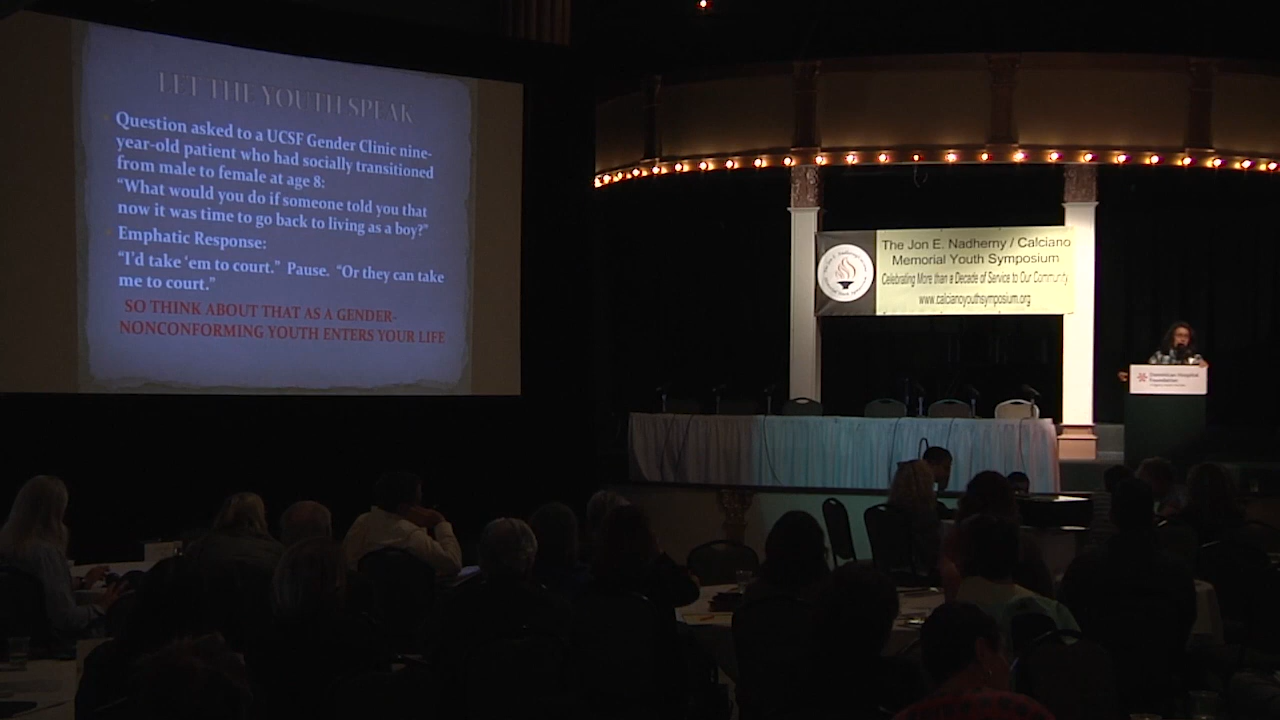 LET THE YOUTH SPEAK
Question asked to a UCSF Gender Clinic nine-
year-old patient who had socially transitioned
from male to female at age 8:
“What would you do if someone told you that
now it was time to go back to living as a boy?”
Emphatic Response:
“I’d take ’em to court.” Pause. “Or they can take
me to court.”
SO THINK ABOUT THAT AS A GENDER-
NONCONFORMING YOUTH ENTERS YOUR LIFE
The Jon E. Nadherny / Calciano
Memorial Youth Symposium
Celebrating More than a Decade of Service to Our Community
www.calcianoyouthsymposium.org
Dominican Hospital
Foundation